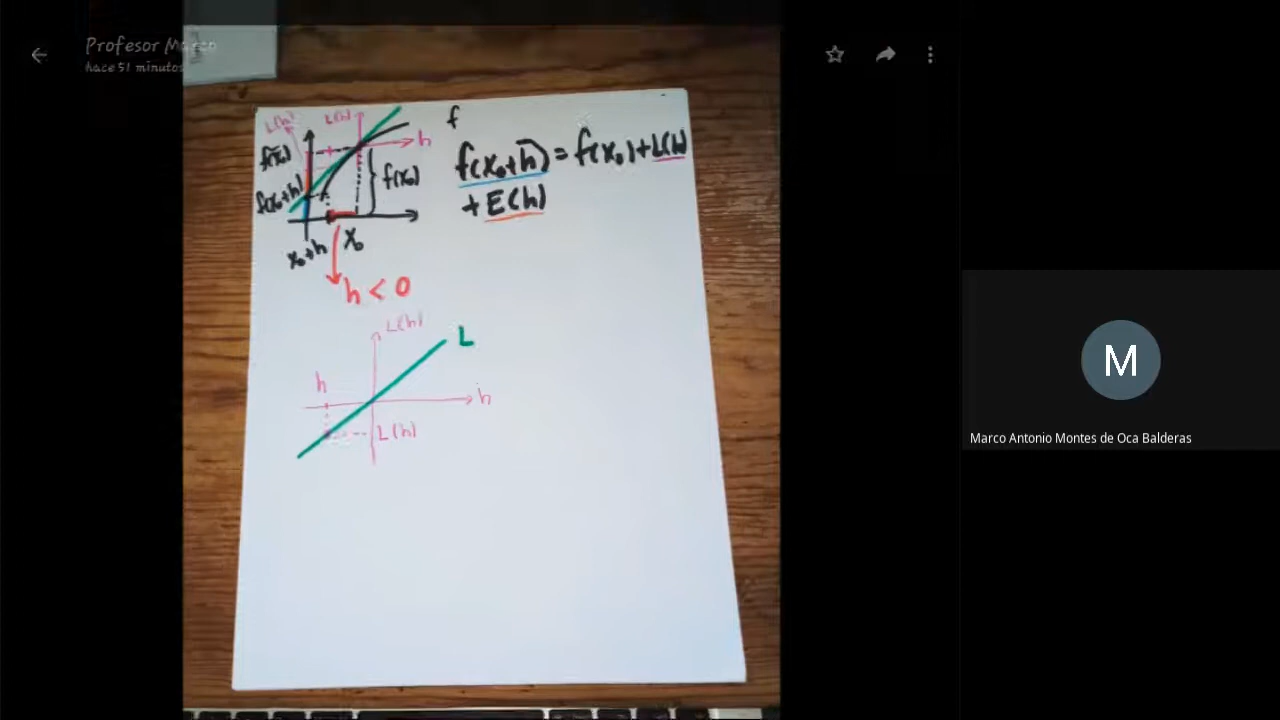 Profesor Marco
hace 51 minutos
L(h)
L(h)
h
f
f(x₀)
f(x₀+h)
f(x₀)
f(x₀+h) = f(x₀) + L(h)
+ E(h)
x₀+h
x₀
h < 0
L(h)
L
h
h
L(h)
M
Marco Antonio Montes de Oca Balderas